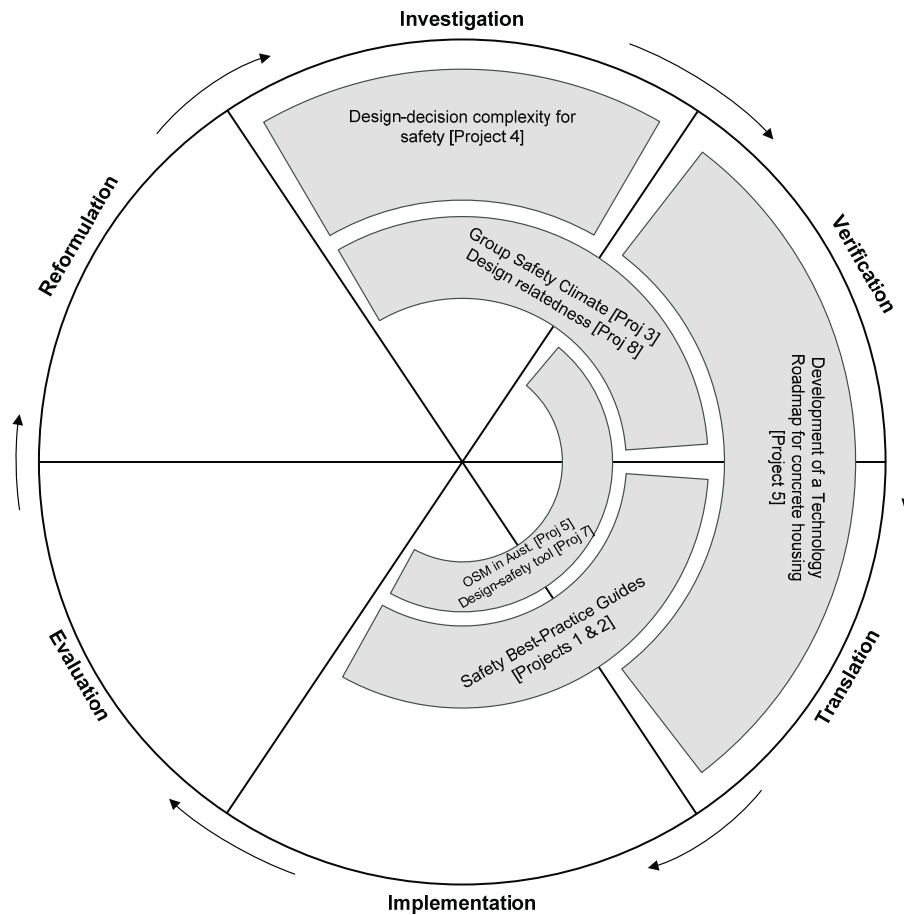 Investigation
Design-decision complexity for
safety [Project 4]
Reformulation
Verification
Group Safety Climate [Proj 3]
Design relatedness [Proj 8]
Development of a Technology
Roadmap for concrete housing
[Project 5]
OSM in Aust. [Proj 5]
Design-safety tool [Proj 7]
Safety Best-Practice Guides
[Projects 1 & 2]
Evaluation
Translation
Implementation